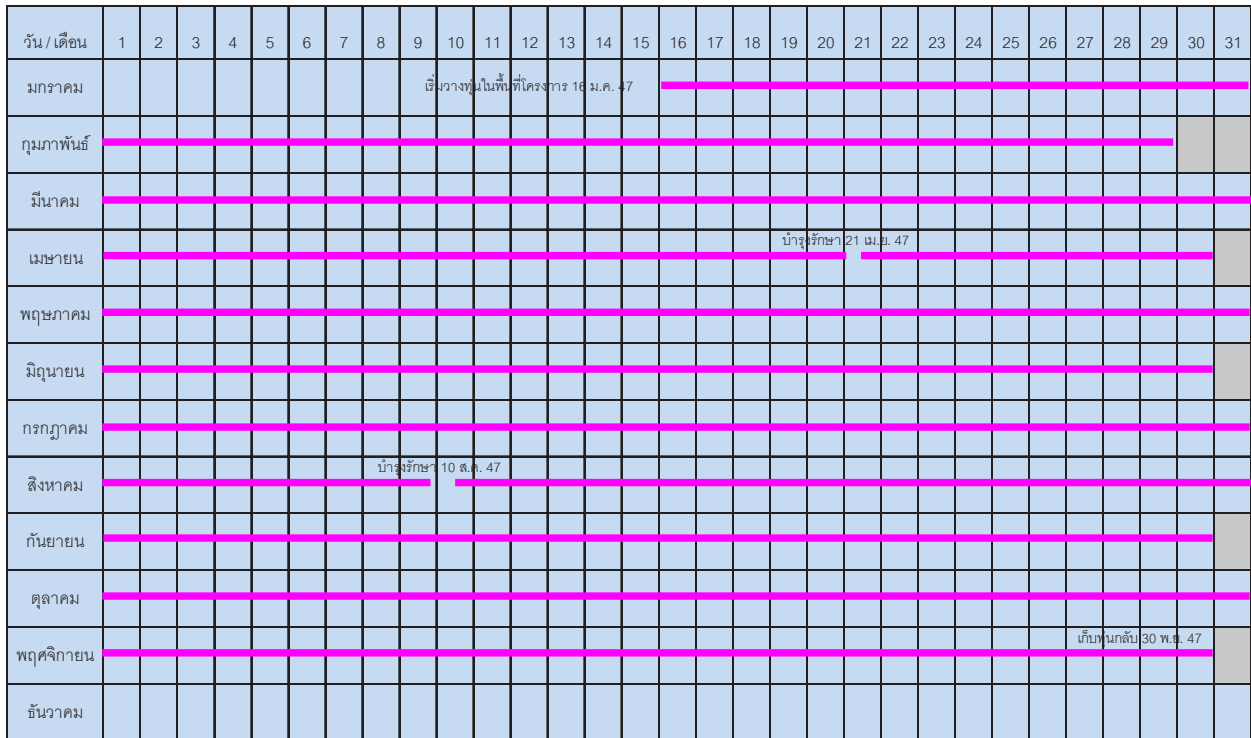 วัน / เดือน 1 2 3 4 5 6 7 8 9 10 11 12 13 14 15 16 17 18 19 20 21 22 23 24 25 26 27 28 29 30 31
มกราคม เริ่มวางทุ่นในพื้นที่โครงการ 16 ม.ค. 47
กุมภาพันธ์
มีนาคม
บำรุงรักษา 21 เม.ย. 47
เมษายน
พฤษภาคม
มิถุนายน
กรกฎาคม
บำรุงรักษา 10 ส.ค. 47
สิงหาคม
กันยายน
ตุลาคม
เก็บทุ่นกลับ 30 พ.ย. 47
พฤศจิกายน
ธันวาคม